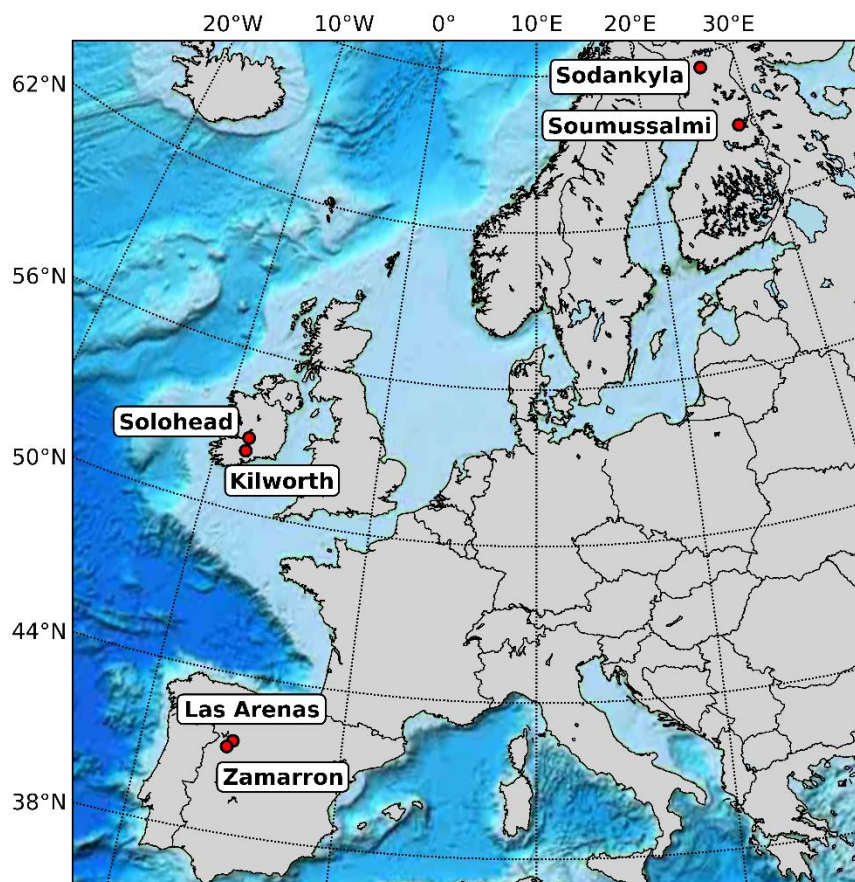 20°W 10°W 0° 10°E 20°E 30°E
62°N
Sodankyla
Soumussalmi
56°N
Solohead
50°N
Kilworth
44°N
Las Arenas
Zamarron
38°N